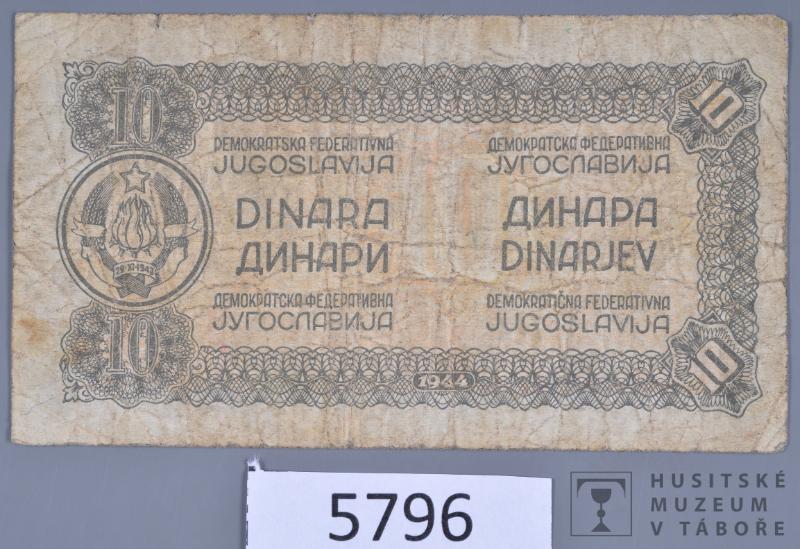 10
10
DEMOKRATSKA FEDERATIVNA
JUGOSLAVIJA
ДЕМОКРАТСКА ФЕДЕРАТИВНА
ЈУГОСЛАВИЈА
DINARA
ДИНАРИ
ДИНАРА
DINARJEV
29·XI·1943
ДЕМОКРАТСКА ФЕДЕРАТИВНА
ЈУГОСЛАВИЈА
DEMOKRATIČNA FEDERATIVNA
JUGOSLAVIJA
10
1944
10
5796
HUSITSKÉ
MUZEUM
V TÁBOŘE